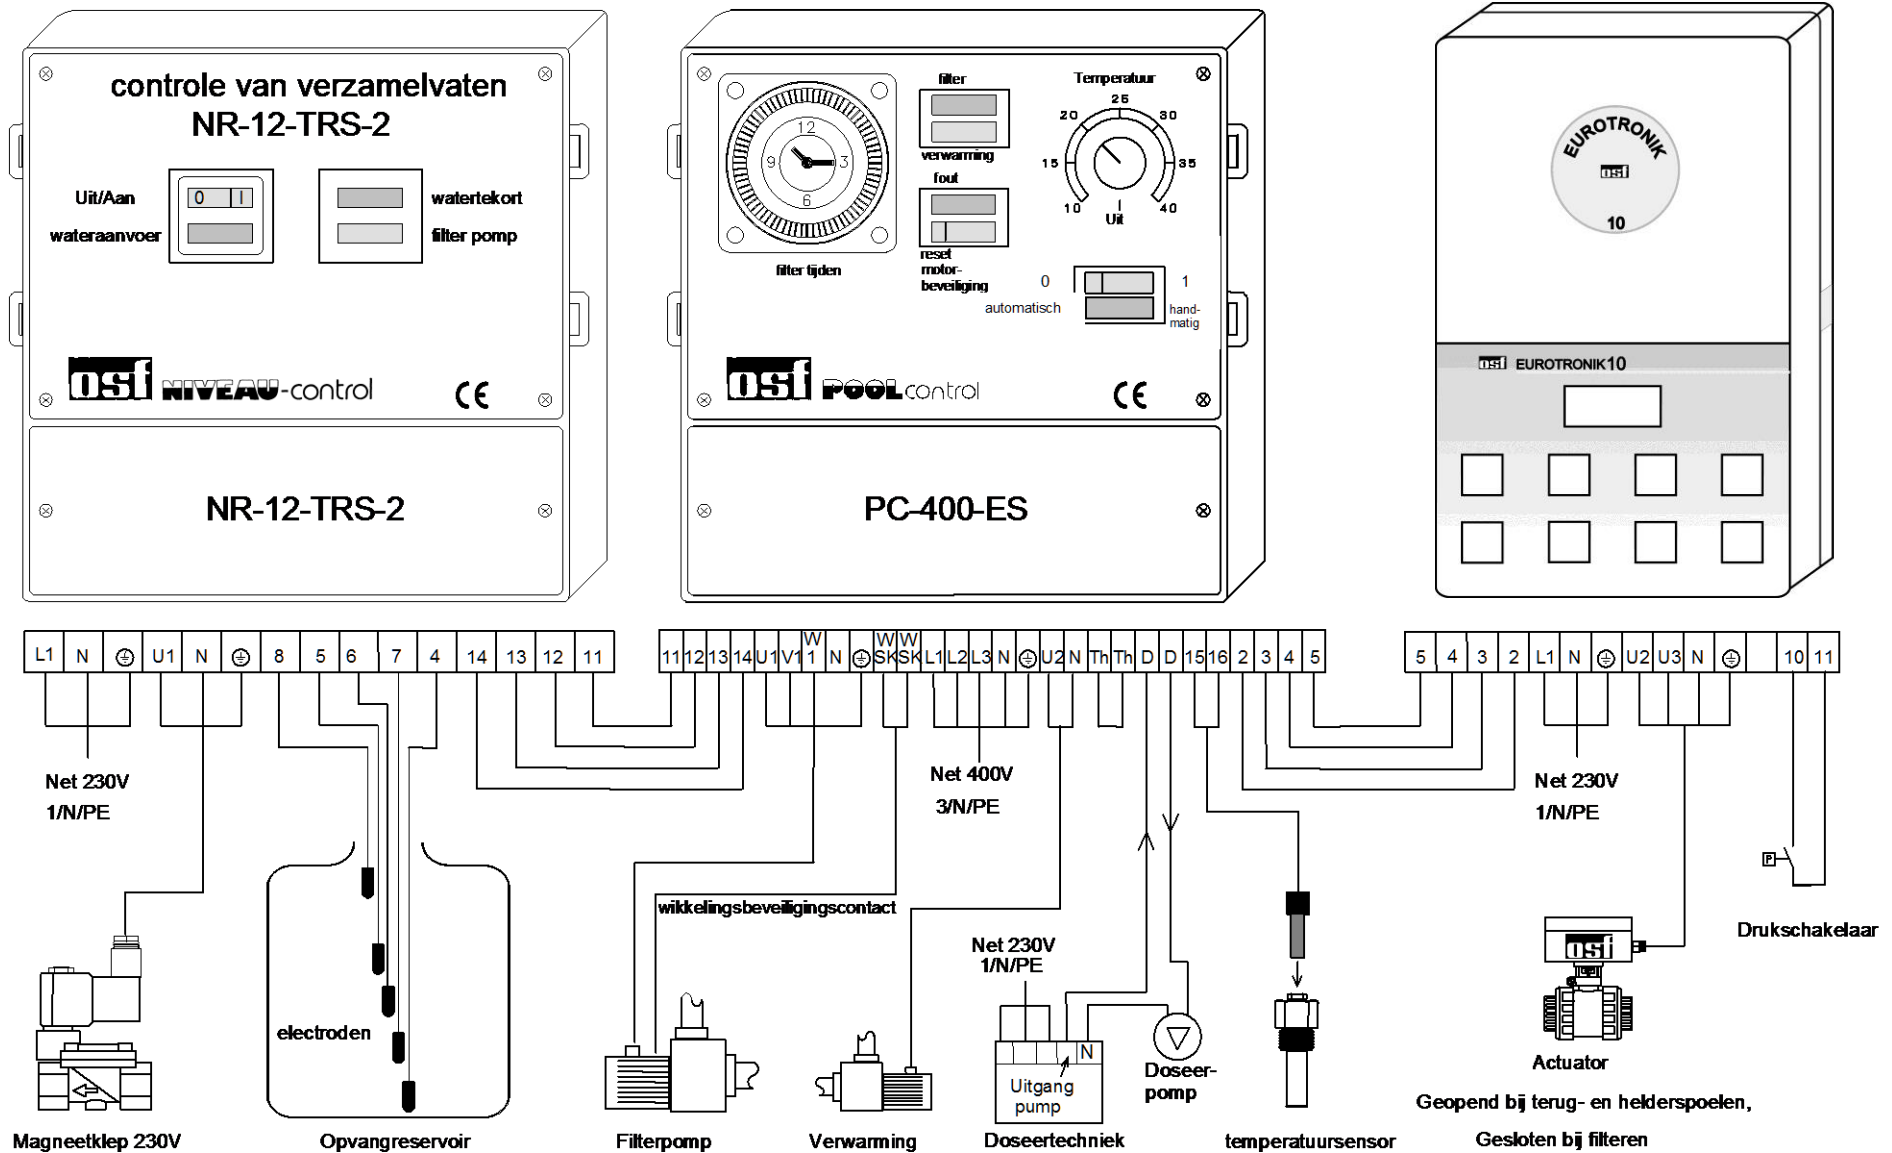 controle van verzamelvaten
NR-12-TRS-2
Uit/Aan
0 I
watertekort
wateraanvoer
filter pomp
osf NIVEAU-control
CE
NR-12-TRS-2
12
3
6
9
filter tijden
filter
verwarming
fout
reset
motor-
beveiliging
Temperatuur
10
15
20
25
30
35
40
Uit
0
1
automatisch
hand-
matig
osf POOLcontrol
CE
PC-400-ES
EUROTRONIK
osf
10
osf EUROTRONIK10
L1 N U1 N 8 5 6 7 4 14 13 12 11
11 12 13 14 U1 V1 W1 N WSK WSK L1 L2 L3 N U2 N Th Th D D 15 16 2 3 4 5
5 4 3 2 L1 N U2 U3 N 10 11
Net 230V
1/N/PE
Net 400V
3/N/PE
Net 230V
1/N/PE
P
Drukschakelaar
wikkelingsbeveiligingscontact
Net 230V
1/N/PE
electroden
osf
N
Uitgang
pump
Doseer-
pomp
Actuator
Geopend bij terug- en helderspoelen,
Gesloten bij filteren
Magneetklep 230V
Opvangreservoir
Filterpomp
Verwarming
Doseertechniek
temperatuursensor